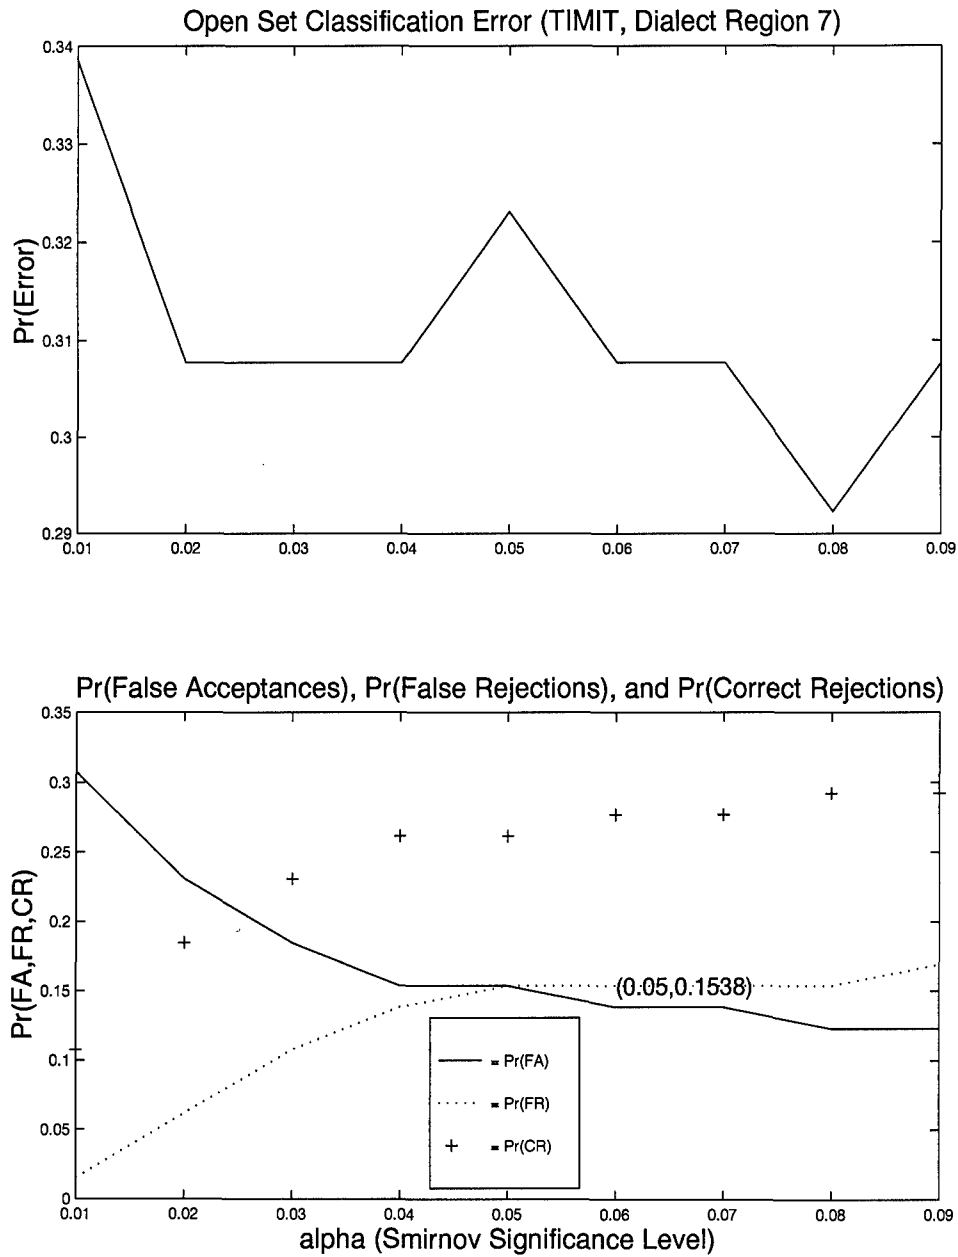 Open Set Classification Error (TIMIT, Dialect Region 7)
0.34
0.33
0.32
0.31
0.3
0.29
Pr(Error)
0.01 0.02 0.03 0.04 0.05 0.06 0.07 0.08 0.09
Pr(False Acceptances), Pr(False Rejections), and Pr(Correct Rejections)
0.35
0.3
0.25
0.2
0.15
0.1
0.05
0
Pr(FA,FR,CR)
(0.05,0.1538)
= Pr(FA)
= Pr(FR)
+ = Pr(CR)
0.01 0.02 0.03 0.04 0.05 0.06 0.07 0.08 0.09
alpha (Smirnov Significance Level)